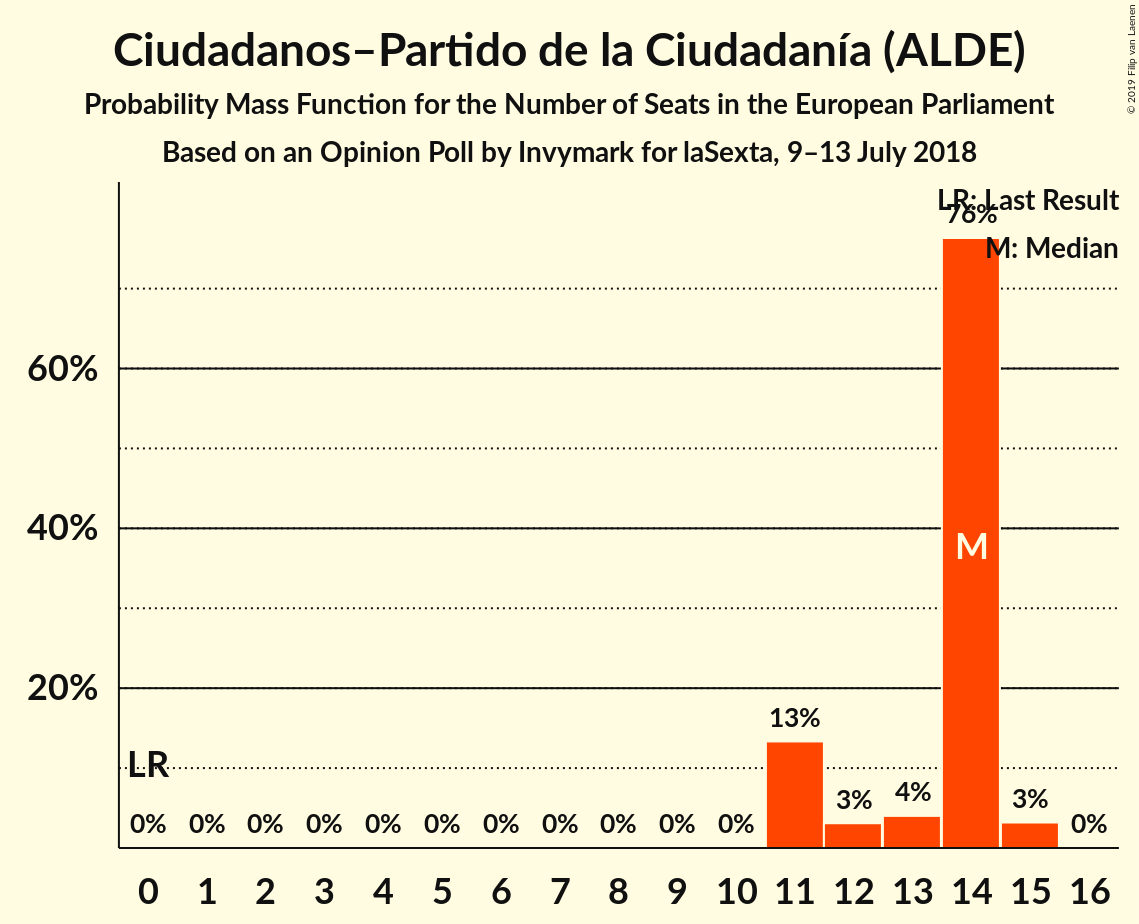 Ciudadanos–Partido de la Ciudadanía (ALDE)
Probability Mass Function for the Number of Seats in the European Parliament
Based on an Opinion Poll by Invymark for laSexta, 9–13 July 2018
© 2019 Filip van Laenen
LR: Last Result
M: Median
76%
60%
40%
M
20%
13%
LR
0% 0% 0% 0% 0% 0% 0% 0% 0% 0% 0% 3% 4% 3% 0%
0 1 2 3 4 5 6 7 8 9 10 11 12 13 14 15 16